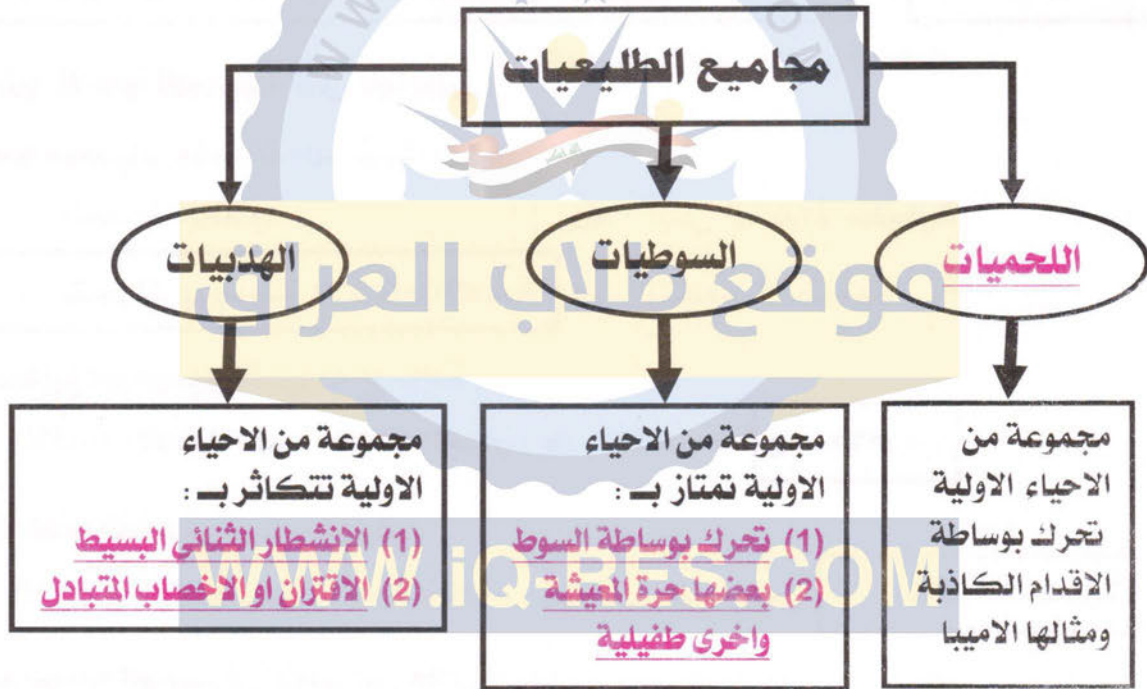 مجاميع الطليعيات
اللحميات
السوطيات
الهدبيات
موقع طلاب العراق
مجموعة من
الاحياء الاولية
تحرك بوساطة
الاقدام الكاذبة
ومثالها الاميبا
مجموعة من الاحياء
الاولية تمتاز بـ :
(1) تحرك بوساطة السوط
(2) بعضها حرة المعيشة
واخرى طفيلية
مجموعة من الاحياء
الاولية تتكاثر بـ :
(1) الانشطار الثنائي البسيط
(2) الاقتران او الاخصاب المتبادل
WWW.iQ-RES.COM